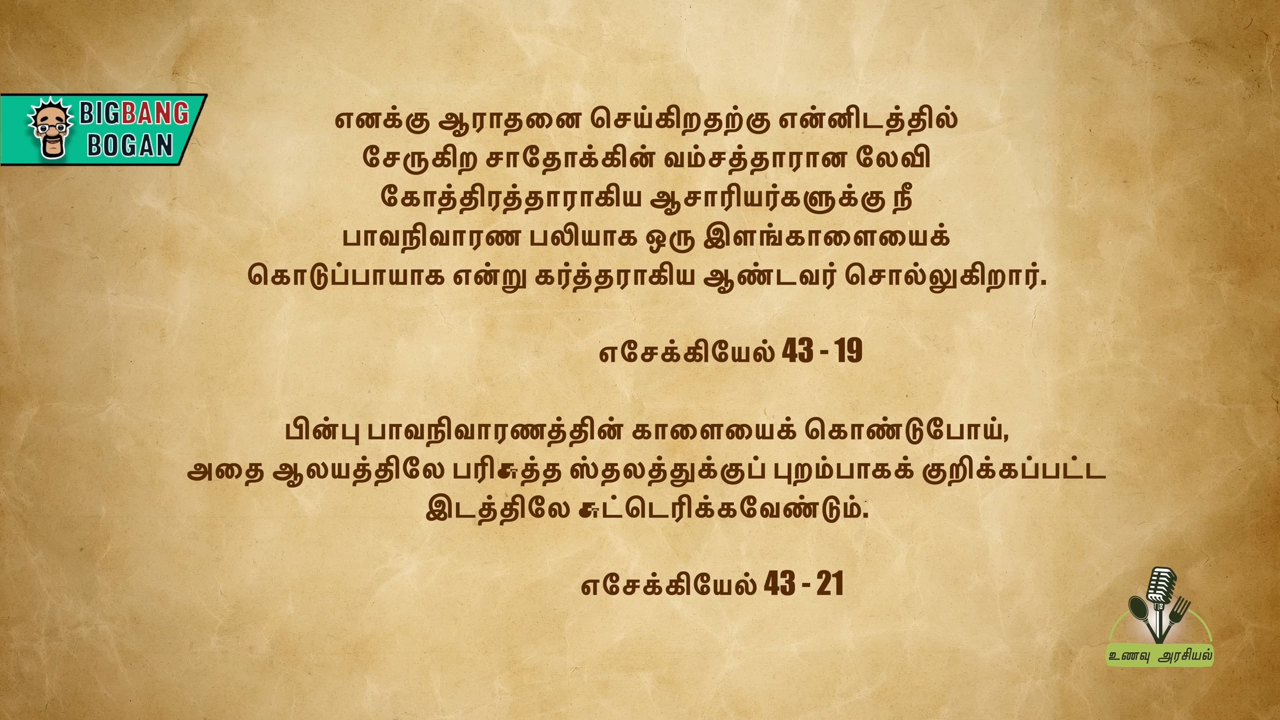 BIGBANG
BOGAN
எனக்கு ஆராதனை செய்கிறதற்கு என்னிடத்தில்
சேருகிற சாதோக்கின் வம்சத்தாரான லேவி
கோத்திரத்தாராகிய ஆசாரியர்களுக்கு நீ
பாவநிவாரண பலியாக ஒரு இளங்காளையைக்
கொடுப்பாயாக என்று கர்த்தராகிய ஆண்டவர் சொல்லுகிறார்.
எசேக்கியேல் 43 - 19
பின்பு பாவநிவாரணத்தின் காளையைக் கொண்டுபோய்,
அதை ஆலயத்திலே பரிசுத்த ஸ்தலத்துக்குப் புறம்பாகக் குறிக்கப்பட்ட
இடத்திலே சுட்டெரிக்கவேண்டும்.
எசேக்கியேல் 43 - 21
உணவு அரசியல்